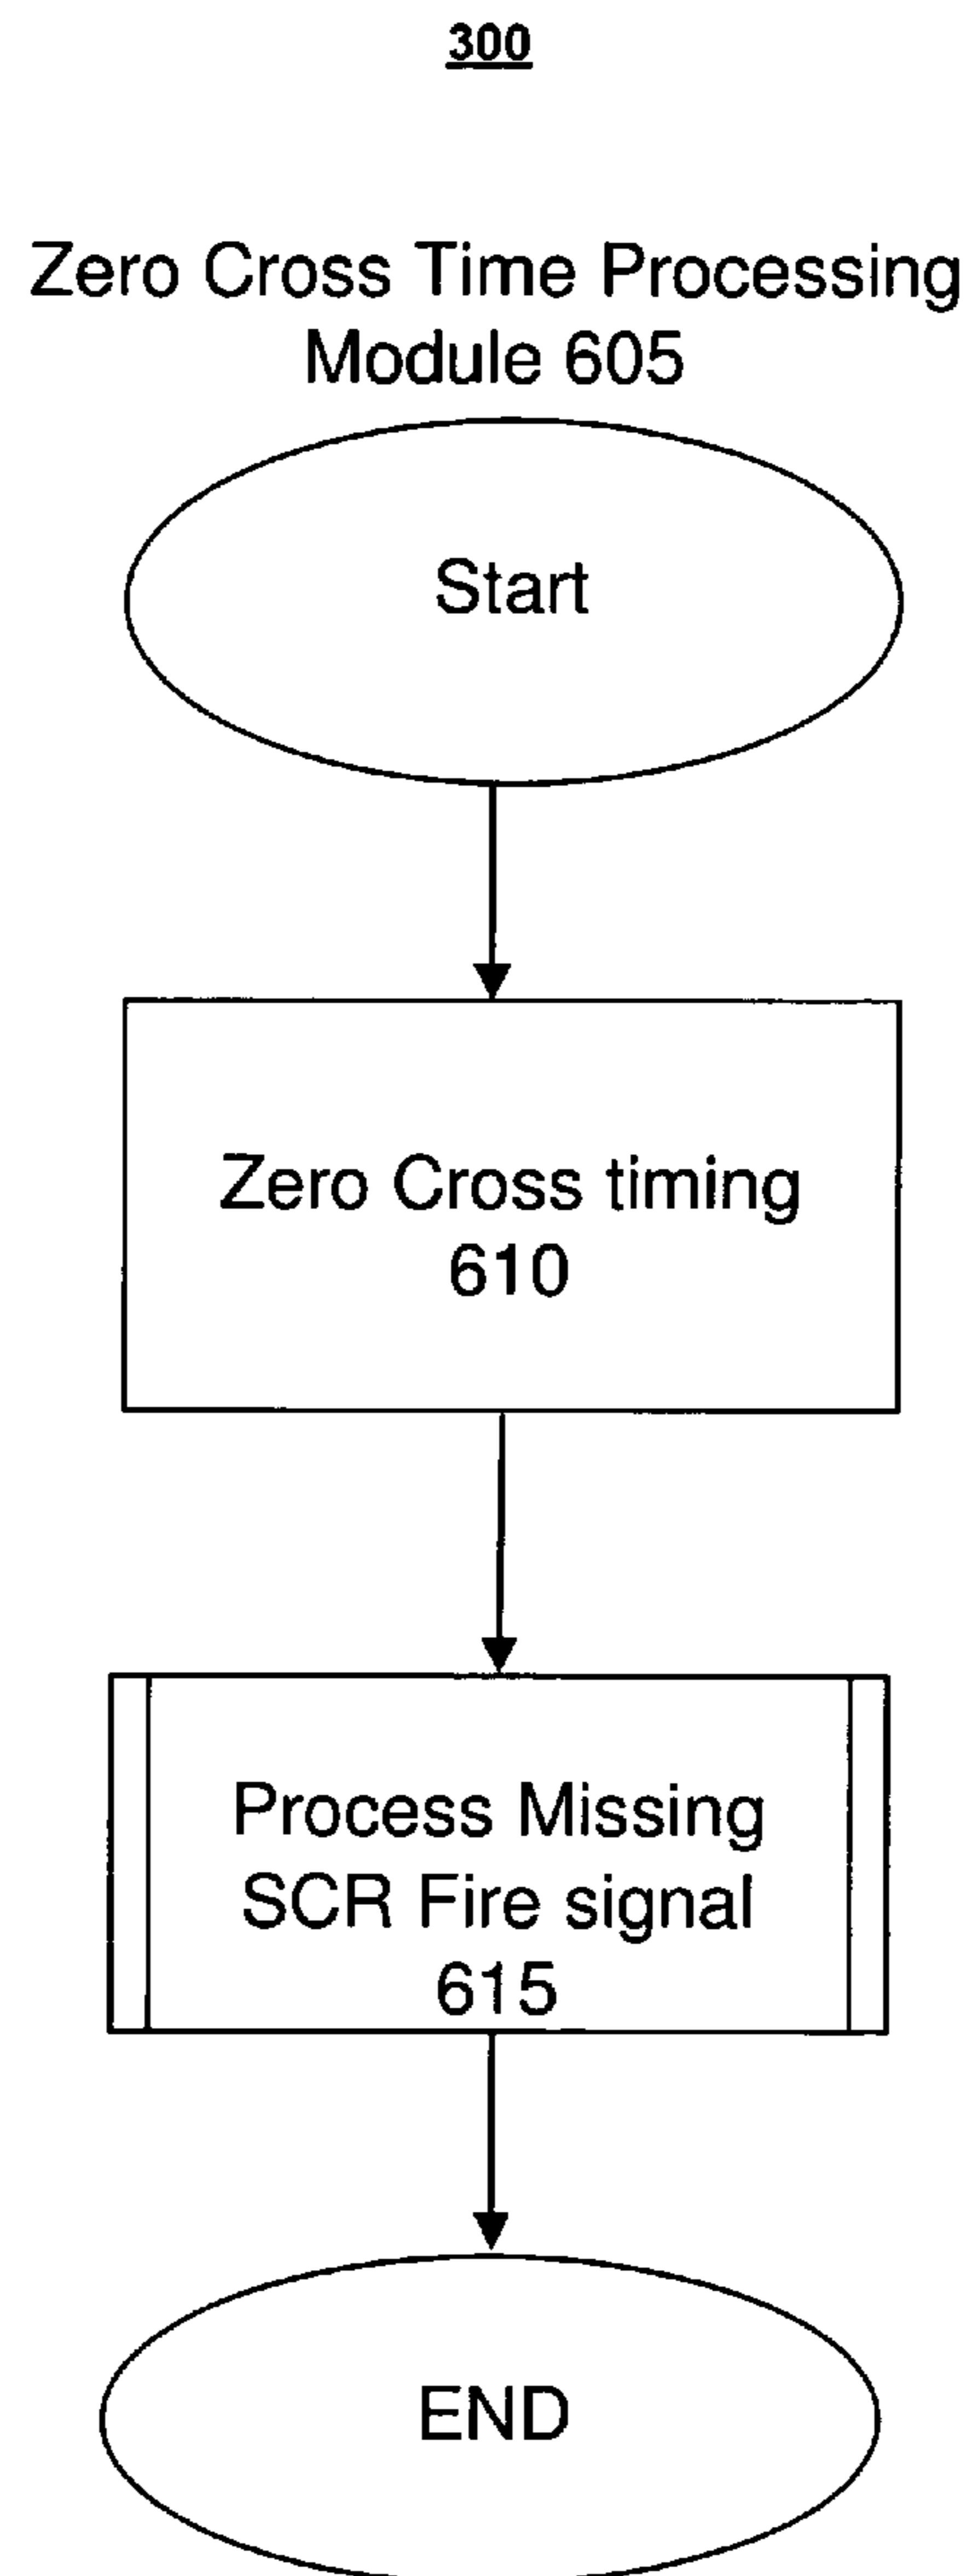 300
Zero Cross Time Processing
Module 605
Start
Zero Cross timing
610
Process Missing
SCR Fire signal
615
END